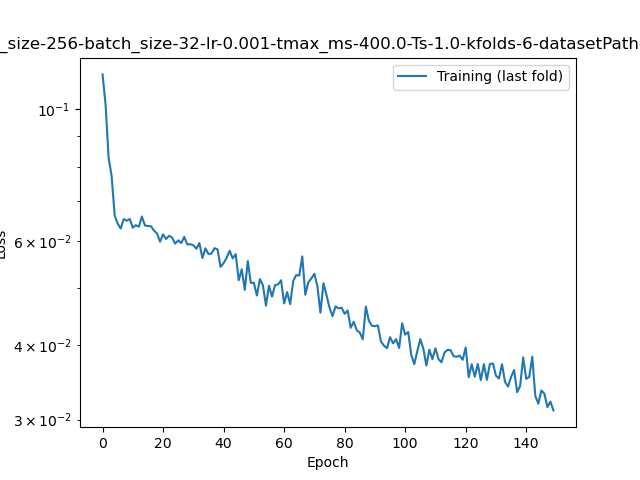 _size-256-batch_size-32-lr-0.001-tmax_ms-400.0-Ts-1.0-kfolds-6-datasetPath-
Training (last fold)
10⁻¹
6 × 10⁻²
4 × 10⁻²
3 × 10⁻²
Loss
0 20 40 60 80 100 120 140
Epoch